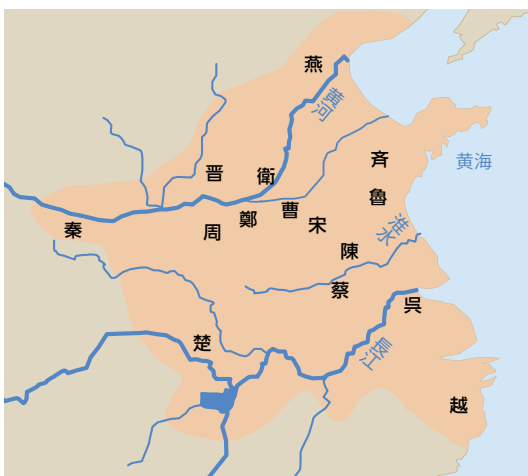 燕
黄河
斉
黄海
晋
衛
魯
曹
鄭
宋
淮水
秦
周
陳
蔡
呉
楚
長江
越